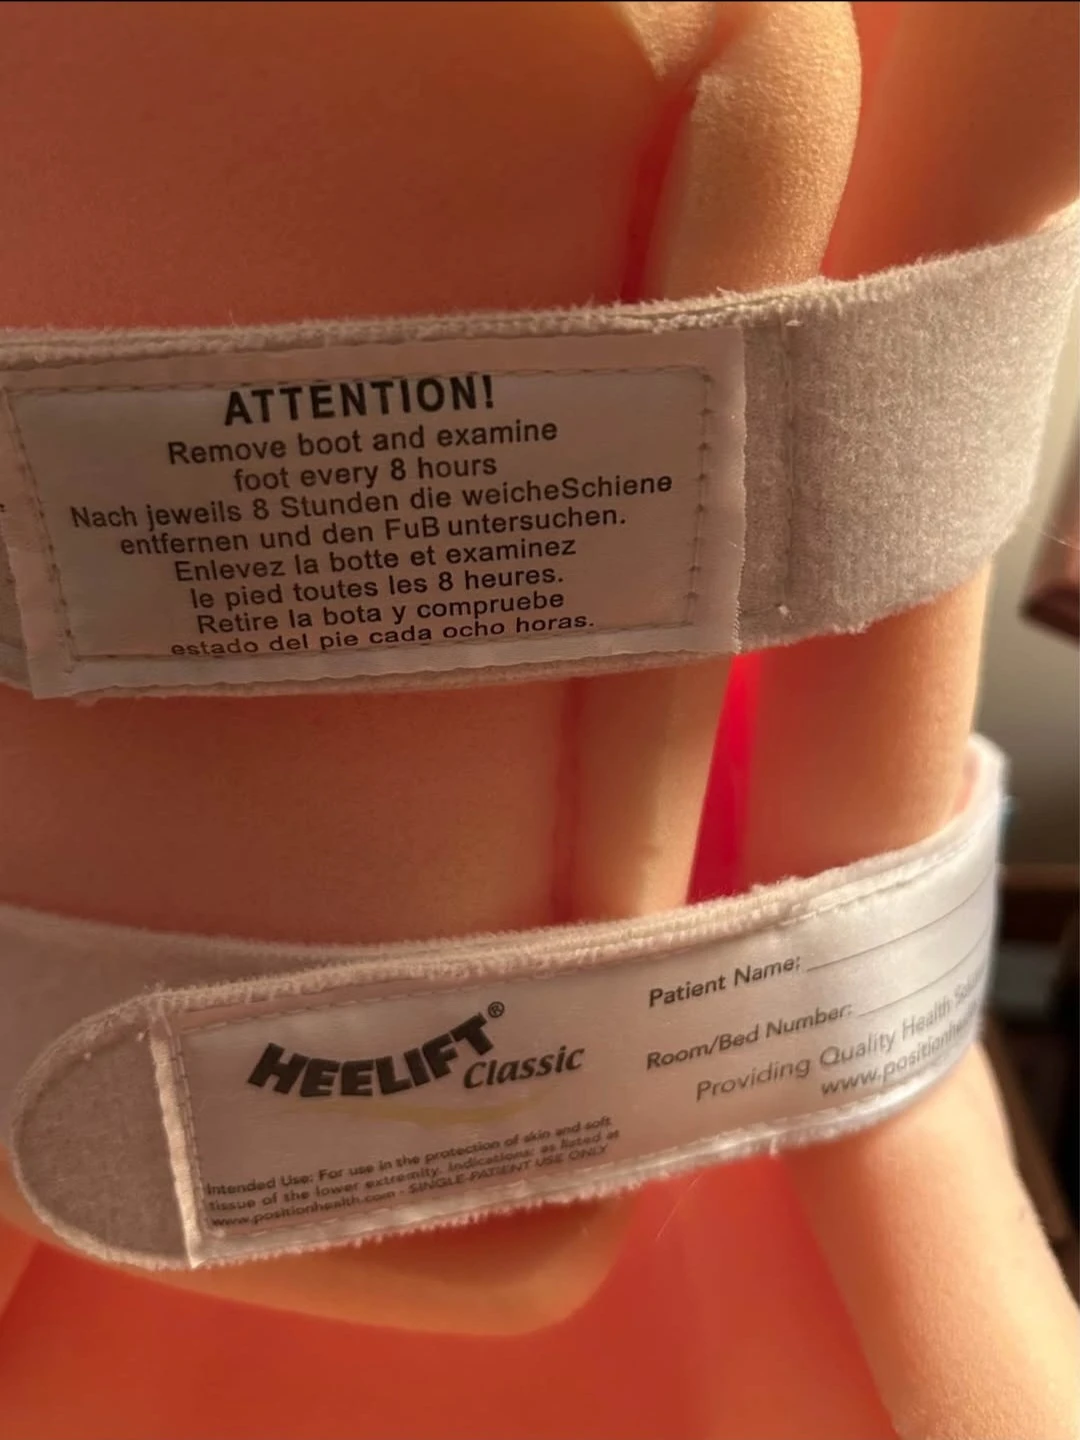 ATTENTION!
Remove boot and examine
foot every 8 hours
Nach jeweils 8 Stunden die weicheSchiene
entfernen und den FuB untersuchen.
Enlevez la botte et examinez
le pied toutes les 8 heures.
Retire la bota y compruebe
estado del pie cada ocho horas.
HEELIFT®
Classic
Intended Use: For use in the protection of skin and soft
tissue of the lower extremity. Indications: as listed at
www.positionhealth.com - SINGLE-PATIENT USE ONLY
Patient Name:
Room/Bed Number:
Providing Quality Health